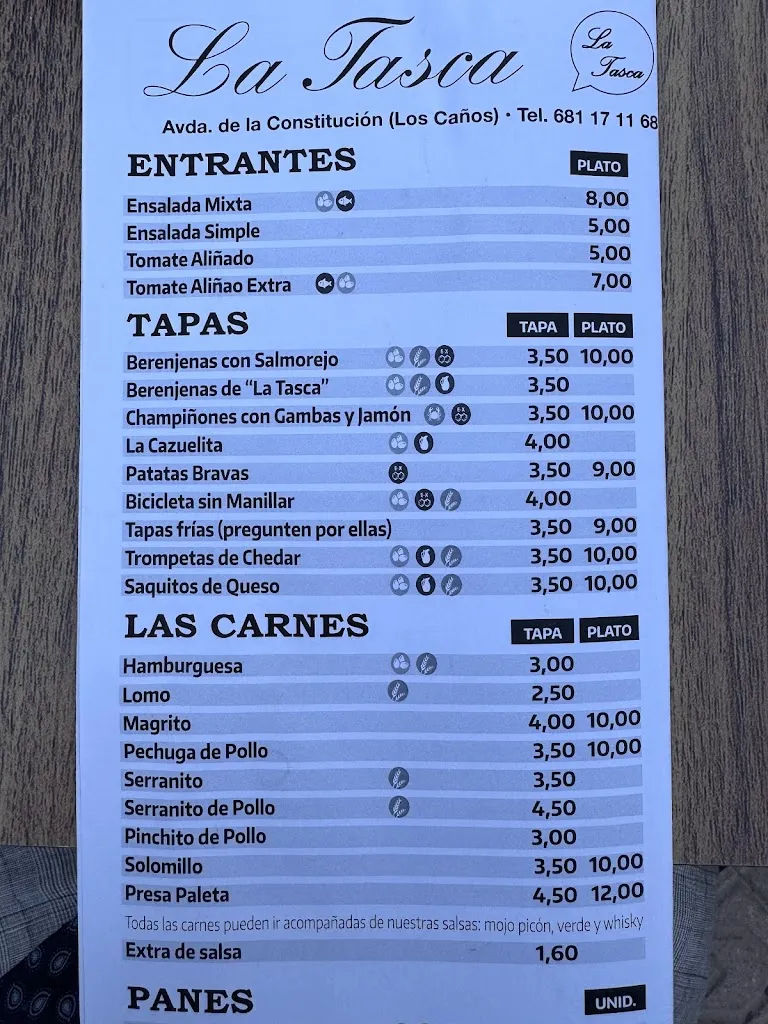 La Tasca
La
Tasca
Avda. de la Constitución (Los Caños) · Tel. 681 17 11 68
ENTRANTES PLATO
Ensalada Mixta 8,00
Ensalada Simple 5,00
Tomate Aliñado 5,00
Tomate Aliñao Extra 7,00
TAPAS TAPA PLATO
Berenjenas con Salmorejo E-X 3,50 10,00
Berenjenas de “La Tasca” 3,50
Champiñones con Gambas y Jamón E-X 3,50 10,00
La Cazuelita 4,00
Patatas Bravas E-X 3,50 9,00
Bicicleta sin Manillar E-X 4,00
Tapas frías (pregunten por ellas) 3,50 9,00
Trompetas de Chedar 3,50 10,00
Saquitos de Queso 3,50 10,00
LAS CARNES TAPA PLATO
Hamburguesa 3,00
Lomo 2,50
Magrito 4,00 10,00
Pechuga de Pollo 3,50 10,00
Serranito 3,50
Serranito de Pollo 4,50
Pinchito de Pollo 3,00
Solomillo 3,50 10,00
Presa Paleta 4,50 12,00
Todas las carnes pueden ir acompañadas de nuestras salsas: mojo picón, verde y whisky
Extra de salsa 1,60
PANES UNID.